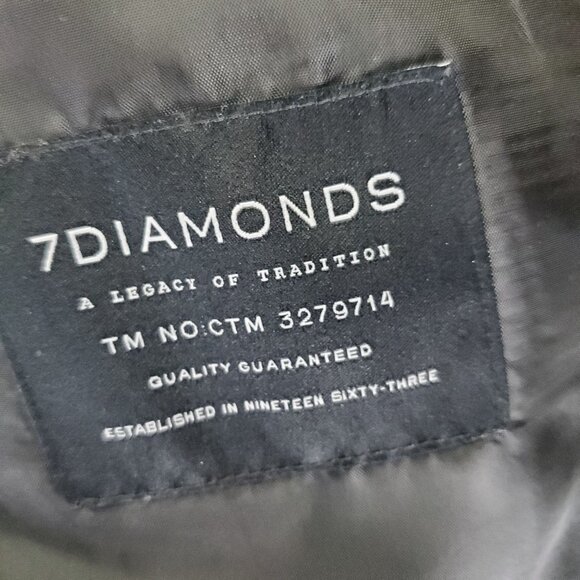 7DIAMONDS
A LEGACY OF TRADITION
TM NO:CTM 3279714
QUALITY GUARANTEED
ESTABLISHED IN NINETEEN SIXTY-THREE